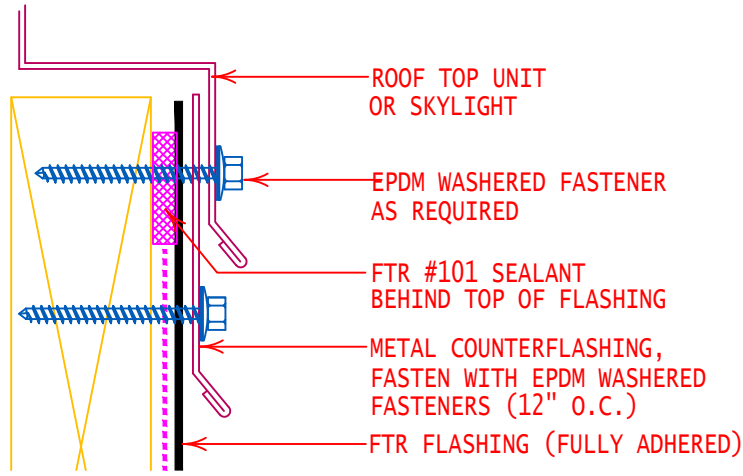 ROOF TOP UNIT
OR SKYLIGHT
EPDM WASHERED FASTENER
AS REQUIRED
FTR #101 SEALANT
BEHIND TOP OF FLASHING
METAL COUNTERFLASHING,
FASTEN WITH EPDM WASHERED
FASTENERS (12" O.C.)
FTR FLASHING (FULLY ADHERED)